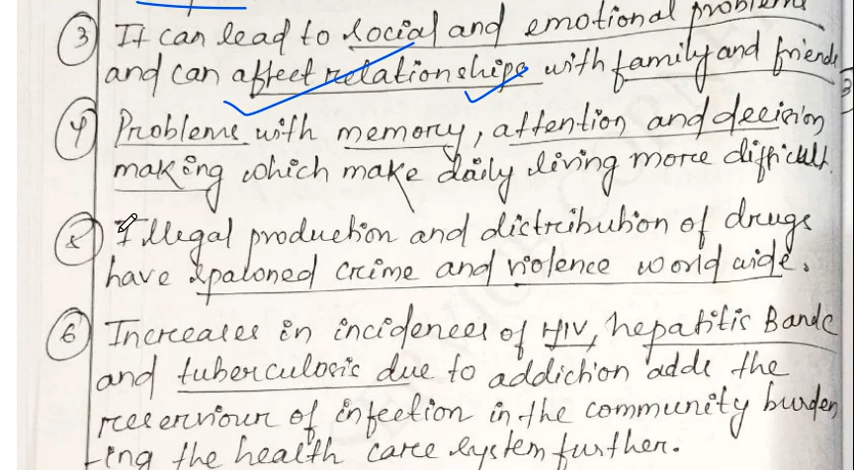 ③ It can lead to social and emotional problems
and can affect relationships with family and friends
④ Problems with memory, attention and decision
making which make daily living more difficult.
⑤ Illegal production and distribution of drugs
have spawned crime and violence world wide.
⑥ Increases in incidences of HIV, hepatitis B and C
and tuberculosis due to addiction adds the
reserviour of infection in the community burden
-ing the health care system further.